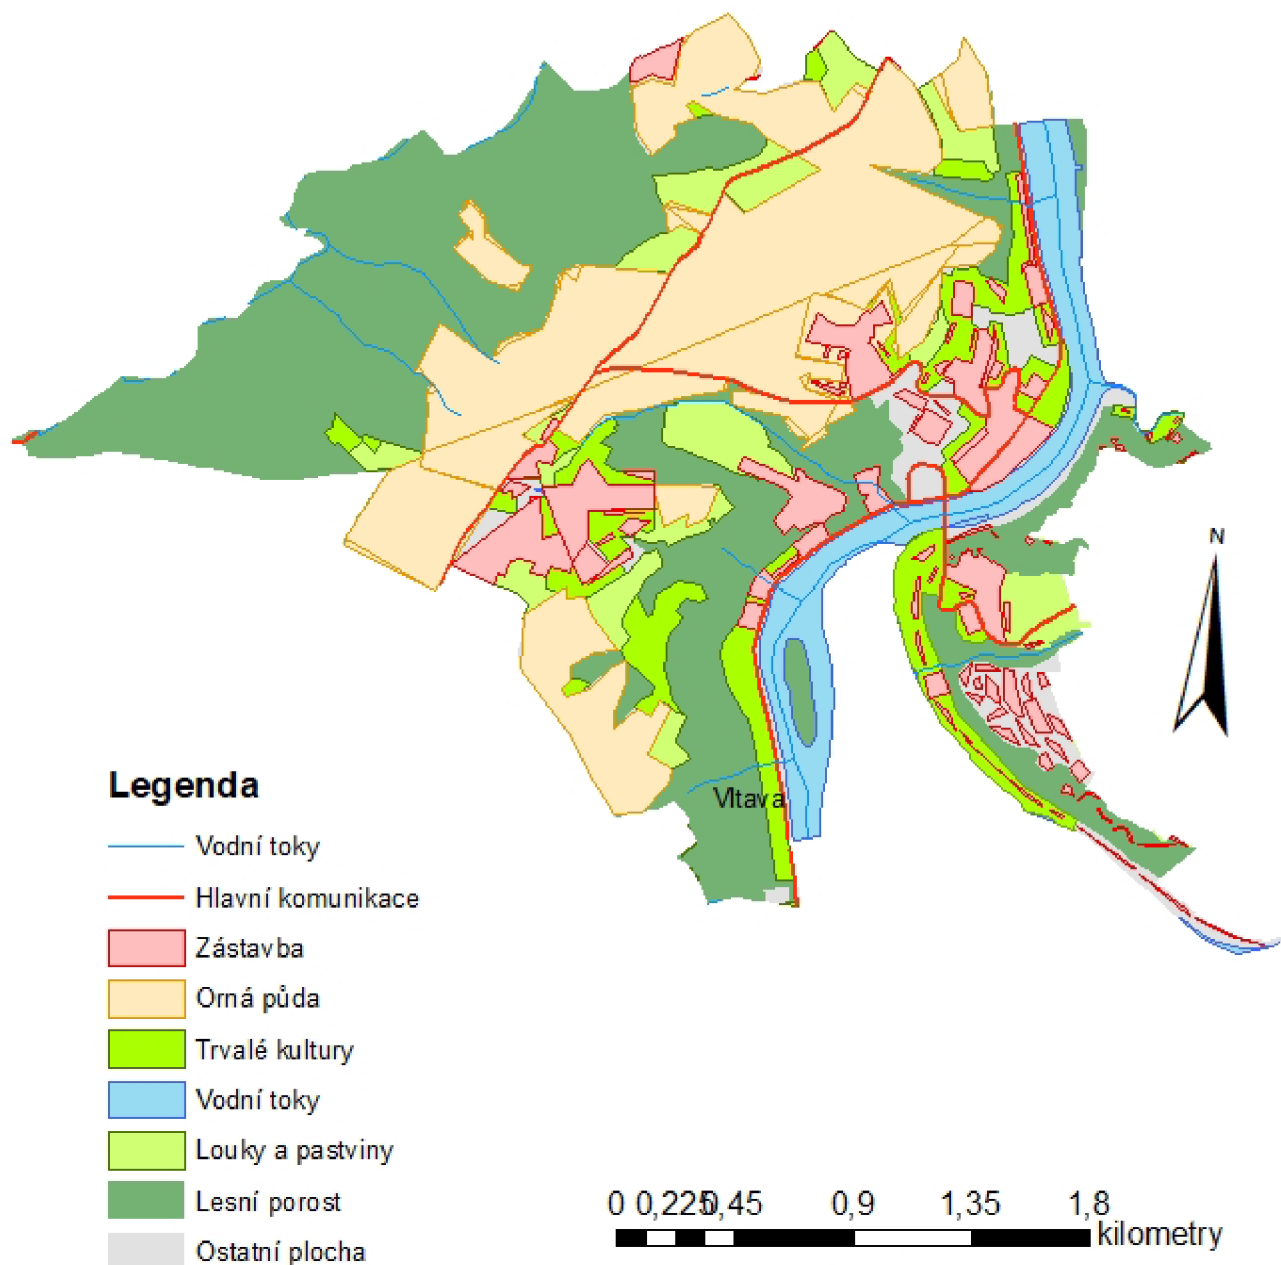 N
Vltava
Legenda
Vodní toky
Hlavní komunikace
Zástavba
Orná půda
Trvalé kultury
Vodní toky
Louky a pastviny
Lesní porost
Ostatní plocha
0 0,225 0,45 0,9 1,35 1,8
kilometry